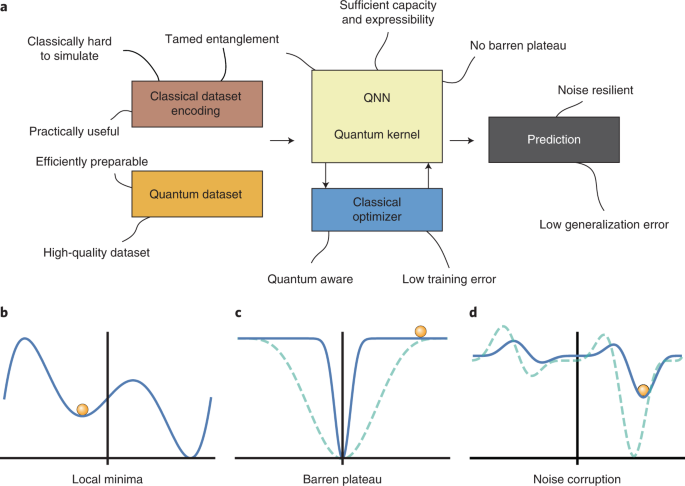 a
Sufficient capacity
and expressibility
Classically hard
to simulate
Tamed entanglement
No barren plateau
Classical dataset
encoding
QNN
Quantum kernel
Noise resilient
Prediction
Practically useful
Efficiently preparable
Quantum dataset
Classical
optimizer
Low generalization error
High-quality dataset
Quantum aware
Low training error
b
c
d
Local minima
Barren plateau
Noise corruption